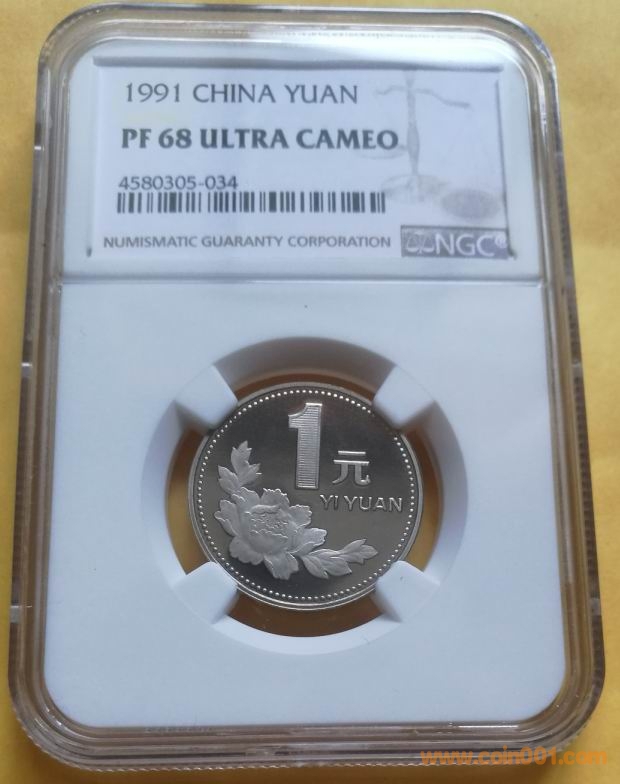 1991 CHINA YUAN
PF 68 ULTRA CAMEO
4580305-034
NUMISMATIC GUARANTY CORPORATION NGC®
1 元
YI YUAN
www.coin001.com